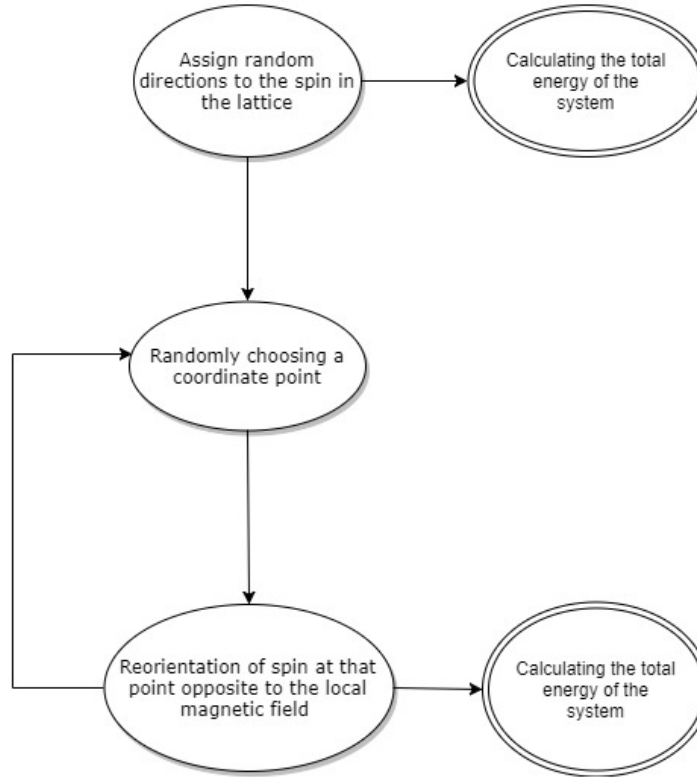 Assign random
directions to the spin in
the lattice
Calculating the total
energy of the
system
Randomly choosing a
coordinate point
Reorientation of spin at that
point opposite to the local
magnetic field
Calculating the total
energy of the
system